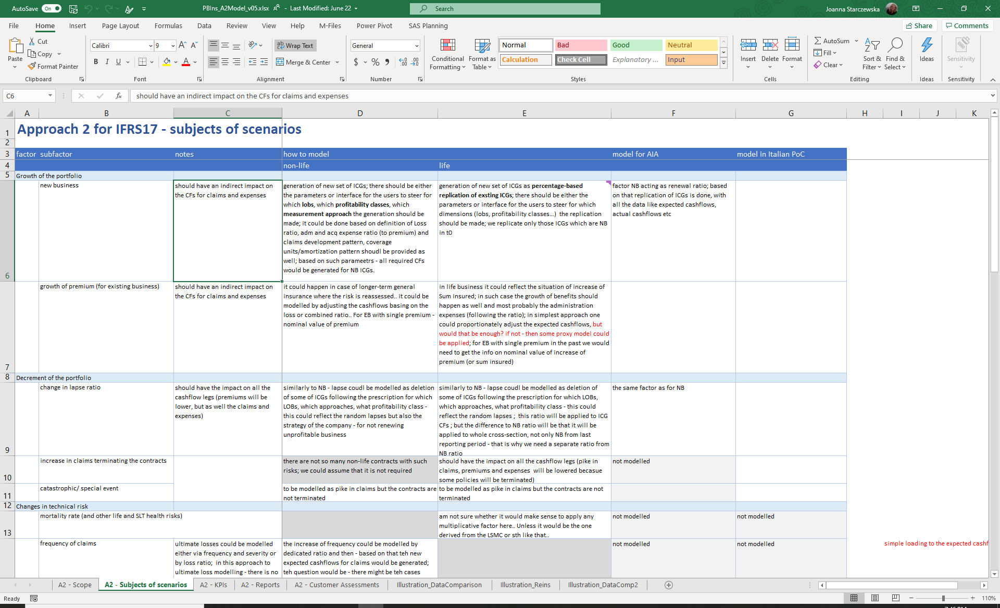 AutoSave On PBIns_A2Model_v05.xlsx - Last Modified: June 22 Search Joanna Starczewska
File Home Insert Page Layout Formulas Data Review View Help M-Files Power Pivot SAS Planning Share Comments
Paste Cut Copy Format Painter Clipboard
Calibri 9 B I U A A Font
Wrap Text Merge & Center Alignment
General $ % Number
Conditional Formatting Format as Table
Normal Bad Good Neutral
Calculation Check Cell Explanatory ... Input
Styles
Insert Delete Format Cells
AutoSum Fill Clear Sort & Filter Find & Select Editing
Ideas Ideas
Sensitivity Sensitivity
C6 fx should have an indirect impact on the CFs for claims and expenses
A B C D E F G H I J K
1 Approach 2 for IFRS17 - subjects of scenarios
2
3 factor subfactor notes how to model model for AIA model in Italian PoC
4 non-life life
5 Growth of the portfolio
6
new business
should have an indirect impact on
the CFs for claims and expenses
generation of new set of ICGs; there should be either
the parameters or interface for the users to steer for
which lobs, which profitability classes, which
measurement approach the generation should be
made; it could be done based on definition of Loss
ratio, adm and acq expense ratio (to premium) and
claims development pattern, coverage
units/amortization pattern shoudl be provided as
well; based on such parameetrs - all required CFs
would be generated for NB ICGs.
generation of new set of ICGs as percentage-based
replication of exsting ICGs; there should be either the
parameters or interface for the users to steer for which
dimensions (lobs, profitability classes...) the replication
should be made; we replicate only those ICGs which are NB
in t0
factor NB acting as renewal ratio; based
on that replication of ICGs is done, with
all the data like expected cashflows,
actual cashflows etc
7
growth of premium (for existing business)
should have an indirect impact on
the CFs for claims and expenses
it could happen in case of longer-term general
insurance where the risk is reassessed.. it could be
modelled by adjusting the cashflows basing on the
loss or combined ratio.. For EB with single premium -
nominal value of premium
in life business it could reflect the situation of increase of
Sum Insured; in such case the growth of benefits should
happen as well and most probably the administration
expenses (following the ratio); in simplest approach one
could proportionately adjust the expected cashflows, but
would that be enough? if not - then some proxy model could
be applied; for EB with single premium in the past we would
need to get the info on nominal value of increase of
premium (or sum insured)
8 Decrement of the portfolio
9
change in lapse ratio
should have the impact on all the
cashflow legs (premiums will be
lower, but as well the claims and
expenses)
similarly to NB - lapse coudl be modelled as deletion
of some of ICGs following the prescription for which
LOBs, which approaches, what profitability class -
this could reflect the random lapses but also the
strategy of the company - for not renewing
unprofitable business
similarly to NB - lapse coudl be modelled as deletion of
some of ICGs following the prescription for which LOBs,
which approaches, what profitability class - this could
reflect the random lapses ; this ratio will be applied to ICG
CFs ; but the difference to NB ratio will be that it will be
applied to whole cross-section, not only NB from last
reporting period - that is why we need a separate ratio from
NB ratio
the same factor as for NB
10
increase in claims terminating the contracts
there are not so many non-life contracts with such
risks; we could assume that it is not required
should have the impact on all the cashflow legs (pike in
claims, premiums and expenses will be lowered becasue
some policies will be terminated)
not modelled
11
catastrophic/ special event
to be modelled as pike in claims but the contracts are
not terminated
to be modelled as pike in claims but the contracts are not
terminated
12 Changes in technical risk
13
mortality rate (and other life and SLT health risks)
am not sure whether it would make sense to apply any
multiplicative factor here.. Unless it would be the one
derived from the LSMC or sth like that..
not modelled
not modelled
frequency of claims
ultimate losses could be modelled
either via frequency and severity or
by loss ratio; in this approach to
ultimate loss modelling - there is no
the increase of frequency could be modelled by
dedicated ratio and then - based on that teh new
expected cashflows for claims would be generated;
teh question would be - there might be teh cases
not modelled
not modelled
simple loading to the expected cashf
A2 - Scope A2 - Subjects of scenarios A2 - KPIs A2 - Reports A2 - Customer Assessments Illustration_DataComparison Illustration_Reins Illustration_DataComp2
Ready 110%